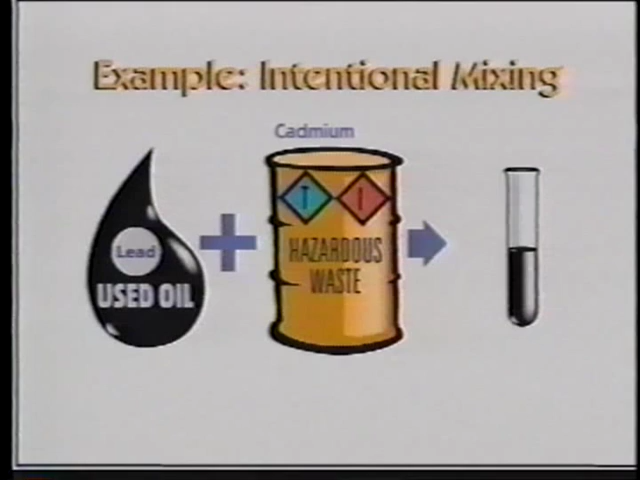 Example: Intentional Mixing
Cadmium
T I
Lead
HAZARDOUS
WASTE
USED OIL